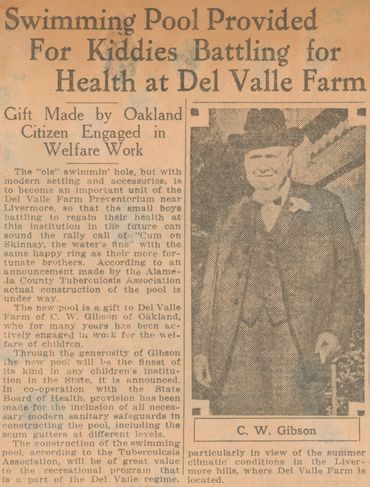 Swimming Pool Provided
For Kiddies Battling for
Health at Del Valle Farm
Gift Made by Oakland
Citizen Engaged in
Welfare Work
The "ole" swimmin' hole, but with
modern setting and accessories, is
to become an important unit of the
Del Valle Farm Preventorium near
Livermore, so that the small boys
battling to regain their health at
this institution in the future can
sound the rally call of "Cum on
Skinnay, the water's fine" with the
same happy ring as their more for-
tunate brothers. According to an
announcement made by the Alame-
da County Tuberculosis Association
actual construction of the pool is
under way.
The new pool is a gift to Del Valle
Farm of C. W. Gibson of Oakland,
who for many years has been ac-
tively engaged in work for the wel-
fare of children.
Through the generosity of Gibson
the new pool will be the finest of
its kind in any children's institu-
tion in the State, it is announced.
In co-operation with the State
Board of Health, provision has been
made for the inclusion of all neces-
sary modern sanitary safeguards in
constructing the pool, including the
scum gutters at different levels.
The construction of the swimming
pool, according to the Tuberculosis
Association, will be of great value
to the recreational program that
is a part of the Del Valle regime,
C. W. Gibson
particularly in view of the summer
climatic conditions in the Liver-
more hills, where Del Valle Farm is
located.